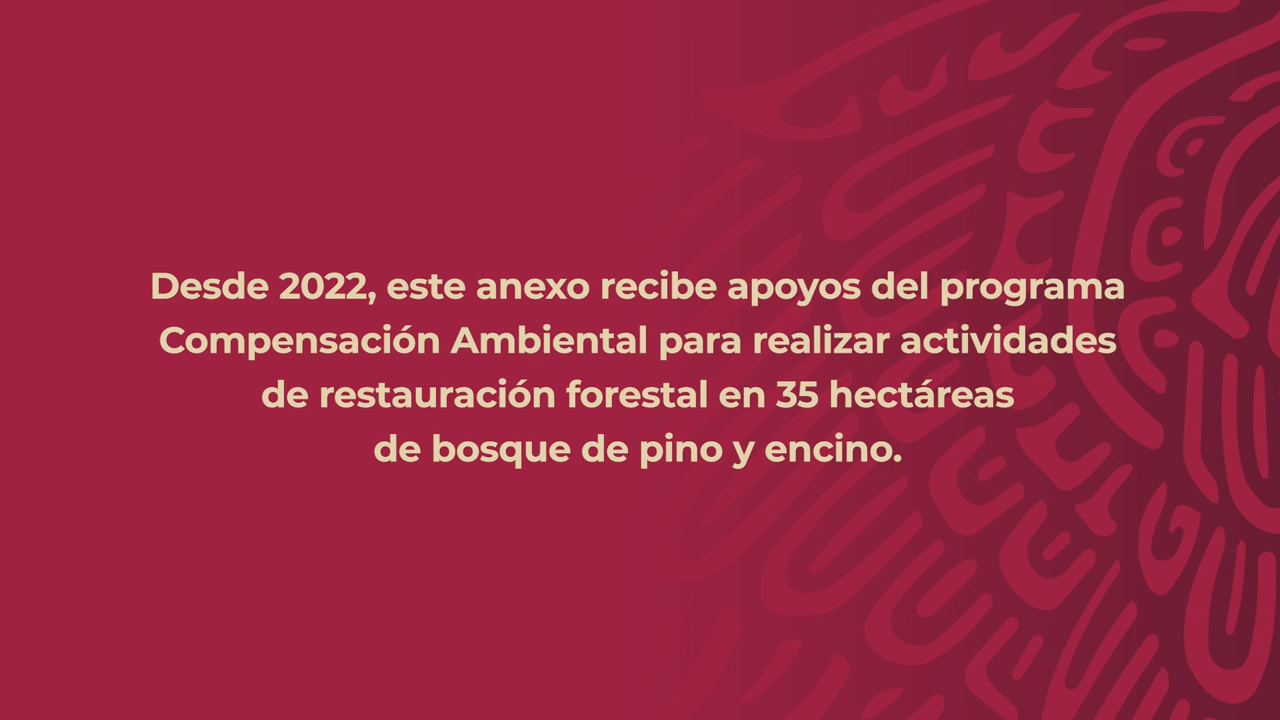 Desde 2022, este anexo recibe apoyos del programa
Compensación Ambiental para realizar actividades
de restauración forestal en 35 hectáreas
de bosque de pino y encino.